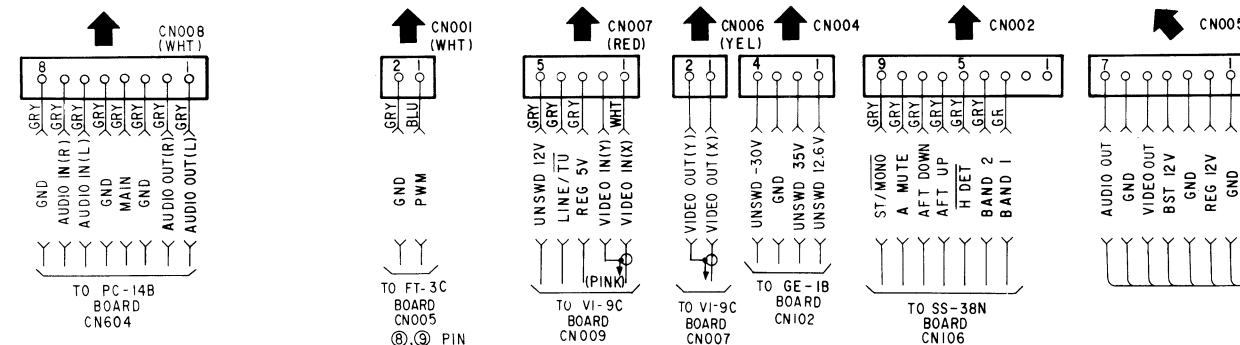 CN008
(WHT)
8 1
GRY GRY GRY GRY GRY GRY GRY GRY
GND
AUDIO IN(R)
AUDIO IN(L)
GND
MAIN
GND
AUDIO OUT(R)
AUDIO OUT(L)
TO PC-14B
BOARD
CN604
CN001
(WHT)
2 1
GRY BLU
GND
PWM
TO FT-3C
BOARD
CN005
⑧,⑨ PIN
CN007
(RED)
5 1
GRY GRY GRY WHT
UNSWD 12V
LINE/TU
REG 5V
VIDEO IN(Y)
VIDEO IN(X)
(PINK)
TO VI-9C
BOARD
CN009
CN006
(YEL)
2 1
VIDEO OUT(Y)
VIDEO OUT(X)
TO VI-9C
BOARD
CN007
CN004
4 1
UNSWD -30V
GND
UNSWD 35V
UNSWD 12.6V
TO GE-1B
BOARD
CN102
CN002
9 5 1
GRY GRY GRY GRY GRY GRY GR
ST/MONO
A MUTE
AFT DOWN
AFT UP
H DET
BAND 2
BAND 1
TO SS-38N
BOARD
CN106
CN005
7 1
AUDIO OUT
GND
VIDEO OUT
BST 12V
GND
REG 12V
GND